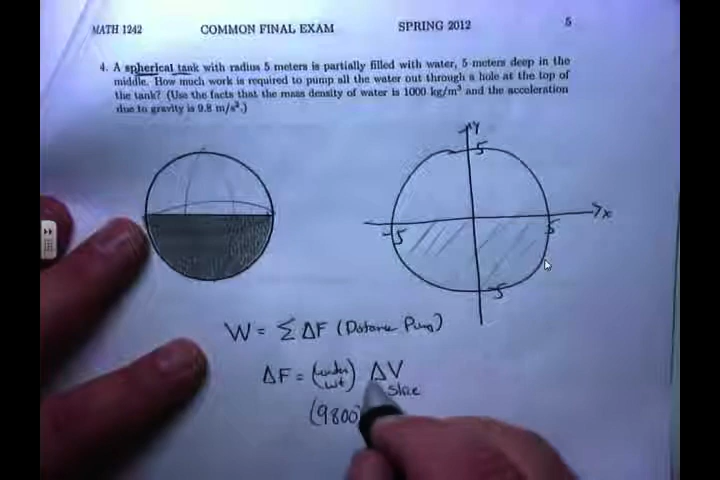 MATH 1242 COMMON FINAL EXAM SPRING 2012 5
4. A spherical tank with radius 5 meters is partially filled with water, 5 meters deep in the
middle. How much work is required to pump all the water out through a hole at the top of
the tank? (Use the facts that the mass density of water is 1000 kg/m³ and the acceleration
due to gravity is 9.8 m/s².)
Y
5
X
-5 5
-5
W = Σ ΔF (Distance Pump)
ΔF = (water wt) ΔV
slice
(9800)